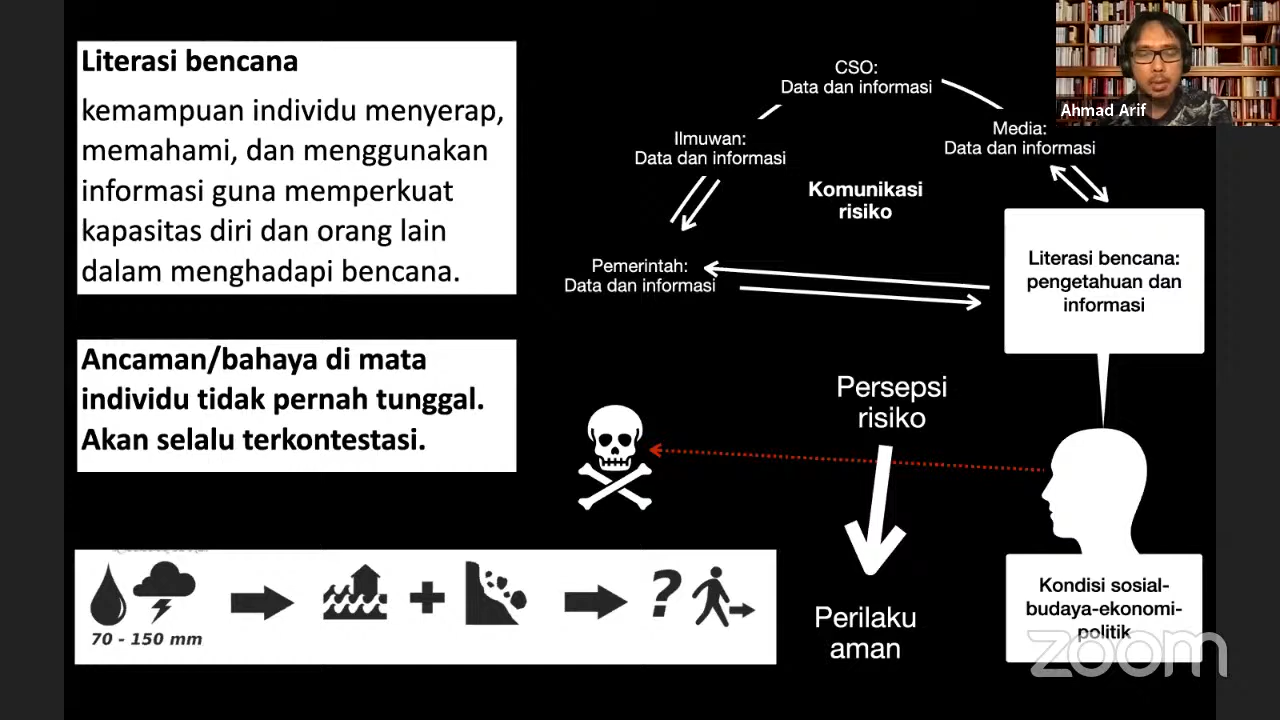 Literasi bencana
kemampuan individu menyerap,
memahami, dan menggunakan
informasi guna memperkuat
kapasitas diri dan orang lain
dalam menghadapi bencana.
Ancaman/bahaya di mata
individu tidak pernah tunggal.
Akan selalu terkontestasi.
70 - 150 mm
?
CSO:
Data dan informasi
Ilmuwan:
Data dan informasi
Media:
Data dan informasi
Komunikasi
risiko
Pemerintah:
Data dan informasi
Literasi bencana:
pengetahuan dan
informasi
Persepsi
risiko
Perilaku
aman
Kondisi sosial-
budaya-ekonomi-
politik
Ahmad Arif
zoom